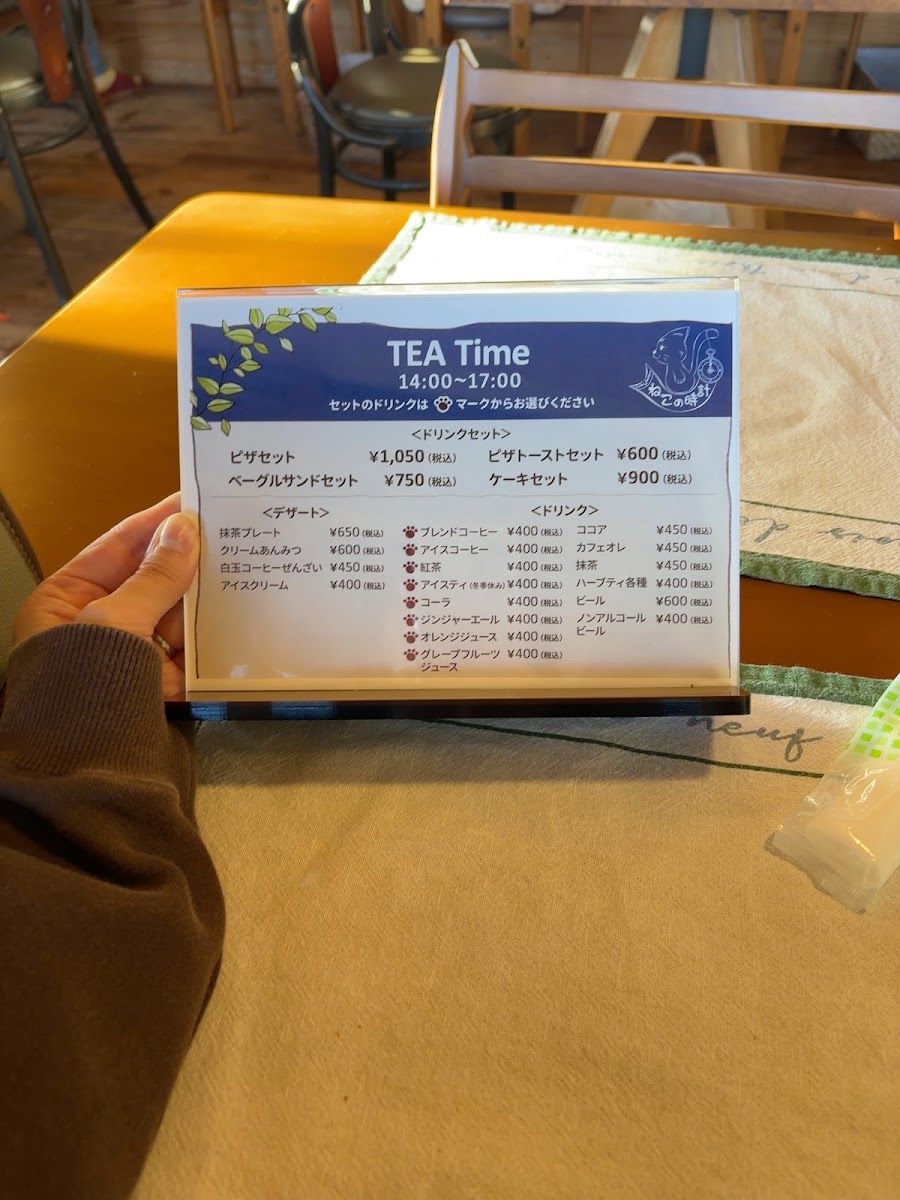 TEA Time
14:00~17:00
セットのドリンクは マークからお選びください
ねこの時計
<ドリンクセット>
ピザセット ¥1,050 (税込)
ピザトーストセット ¥600 (税込)
ベーグルサンドセット ¥750 (税込)
ケーキセット ¥900 (税込)
<デザート>
抹茶プレート ¥650 (税込)
クリームあんみつ ¥600 (税込)
白玉コーヒーぜんざい ¥450 (税込)
アイスクリーム ¥400 (税込)
<ドリンク>
ブレンドコーヒー ¥400 (税込)
アイスコーヒー ¥400 (税込)
紅茶 ¥400 (税込)
アイスティ (冬季休み) ¥400 (税込)
コーラ ¥400 (税込)
ジンジャーエール ¥400 (税込)
オレンジジュース ¥400 (税込)
グレープフルーツ ¥400 (税込)
ジュース
ココア ¥450 (税込)
カフェオレ ¥450 (税込)
抹茶 ¥450 (税込)
ハーブティ各種 ¥400 (税込)
ビール ¥600 (税込)
ノンアルコール ¥400 (税込)
ビール
neuf